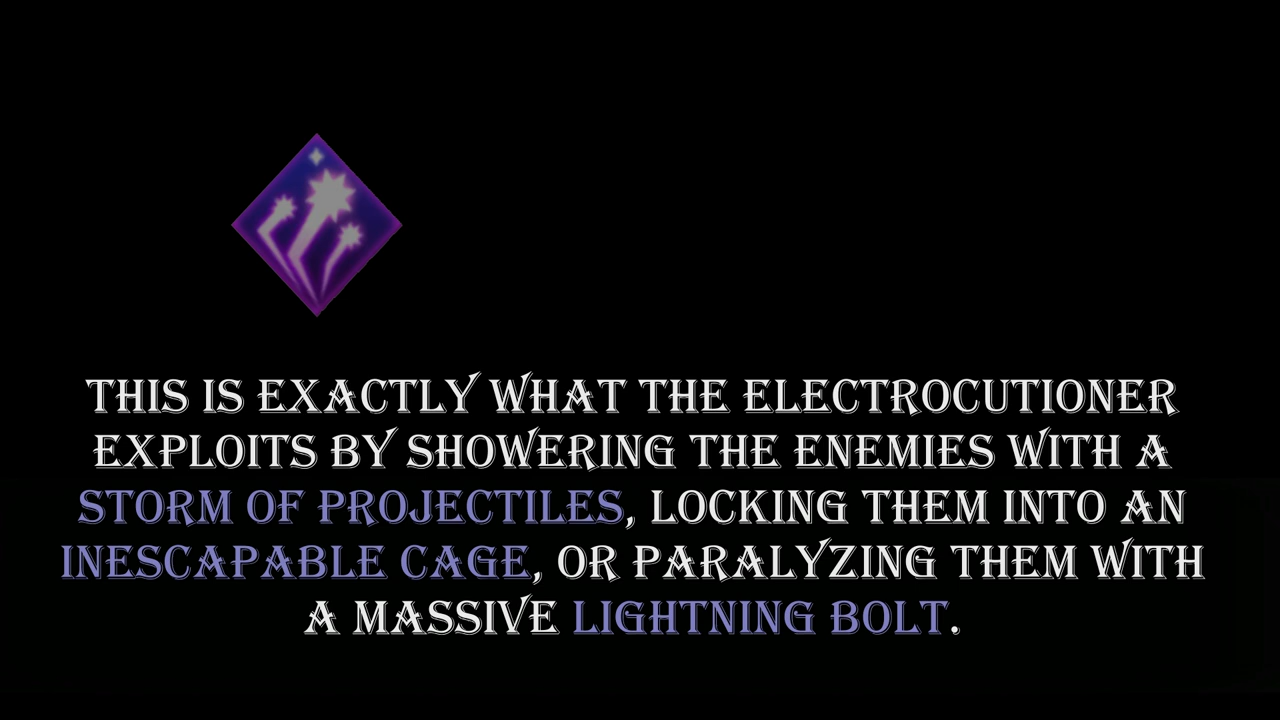 THIS IS EXACTLY WHAT THE ELECTROCUTIONER
EXPLOITS BY SHOWERING THE ENEMIES WITH A
STORM OF PROJECTILES, LOCKING THEM INTO AN
INESCAPABLE CAGE, OR PARALYZING THEM WITH
A MASSIVE LIGHTNING BOLT.